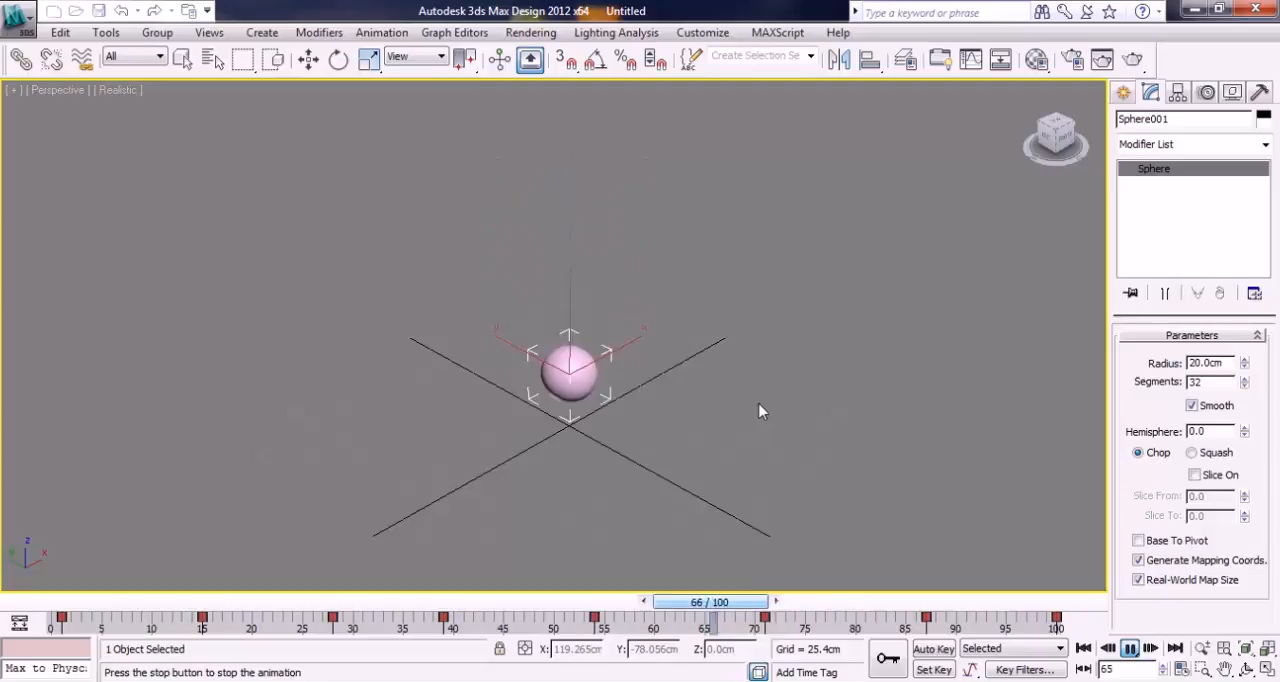 Autodesk 3ds Max Design 2012 x64 Untitled
Type a keyword or phrase
3DS
Edit Tools Group Views Create Modifiers Animation Graph Editors Rendering Lighting Analysis Customize MAXScript Help
All View 3 Create Selection Se
[ + ] [ Perspective ] [ Realistic ]
Sphere001
Modifier List
Sphere
Parameters
Radius: 20.0cm
Segments: 32
Smooth
Hemisphere: 0.0
Chop Squash
Slice On
Slice From: 0.0
Slice To: 0.0
Base To Pivot
Generate Mapping Coords.
Real-World Map Size
z
y x
66 / 100
0 5 10 15 20 25 30 35 40 45 50 55 60 65 70 75 80 85 90 95 100
1 Object Selected X: 119.265cm Y: -78.056cm Z: 0.0cm Grid = 25.4cm Auto Key Selected
Max to Physc: Press the stop button to stop the animation Add Time Tag Set Key Key Filters... 65